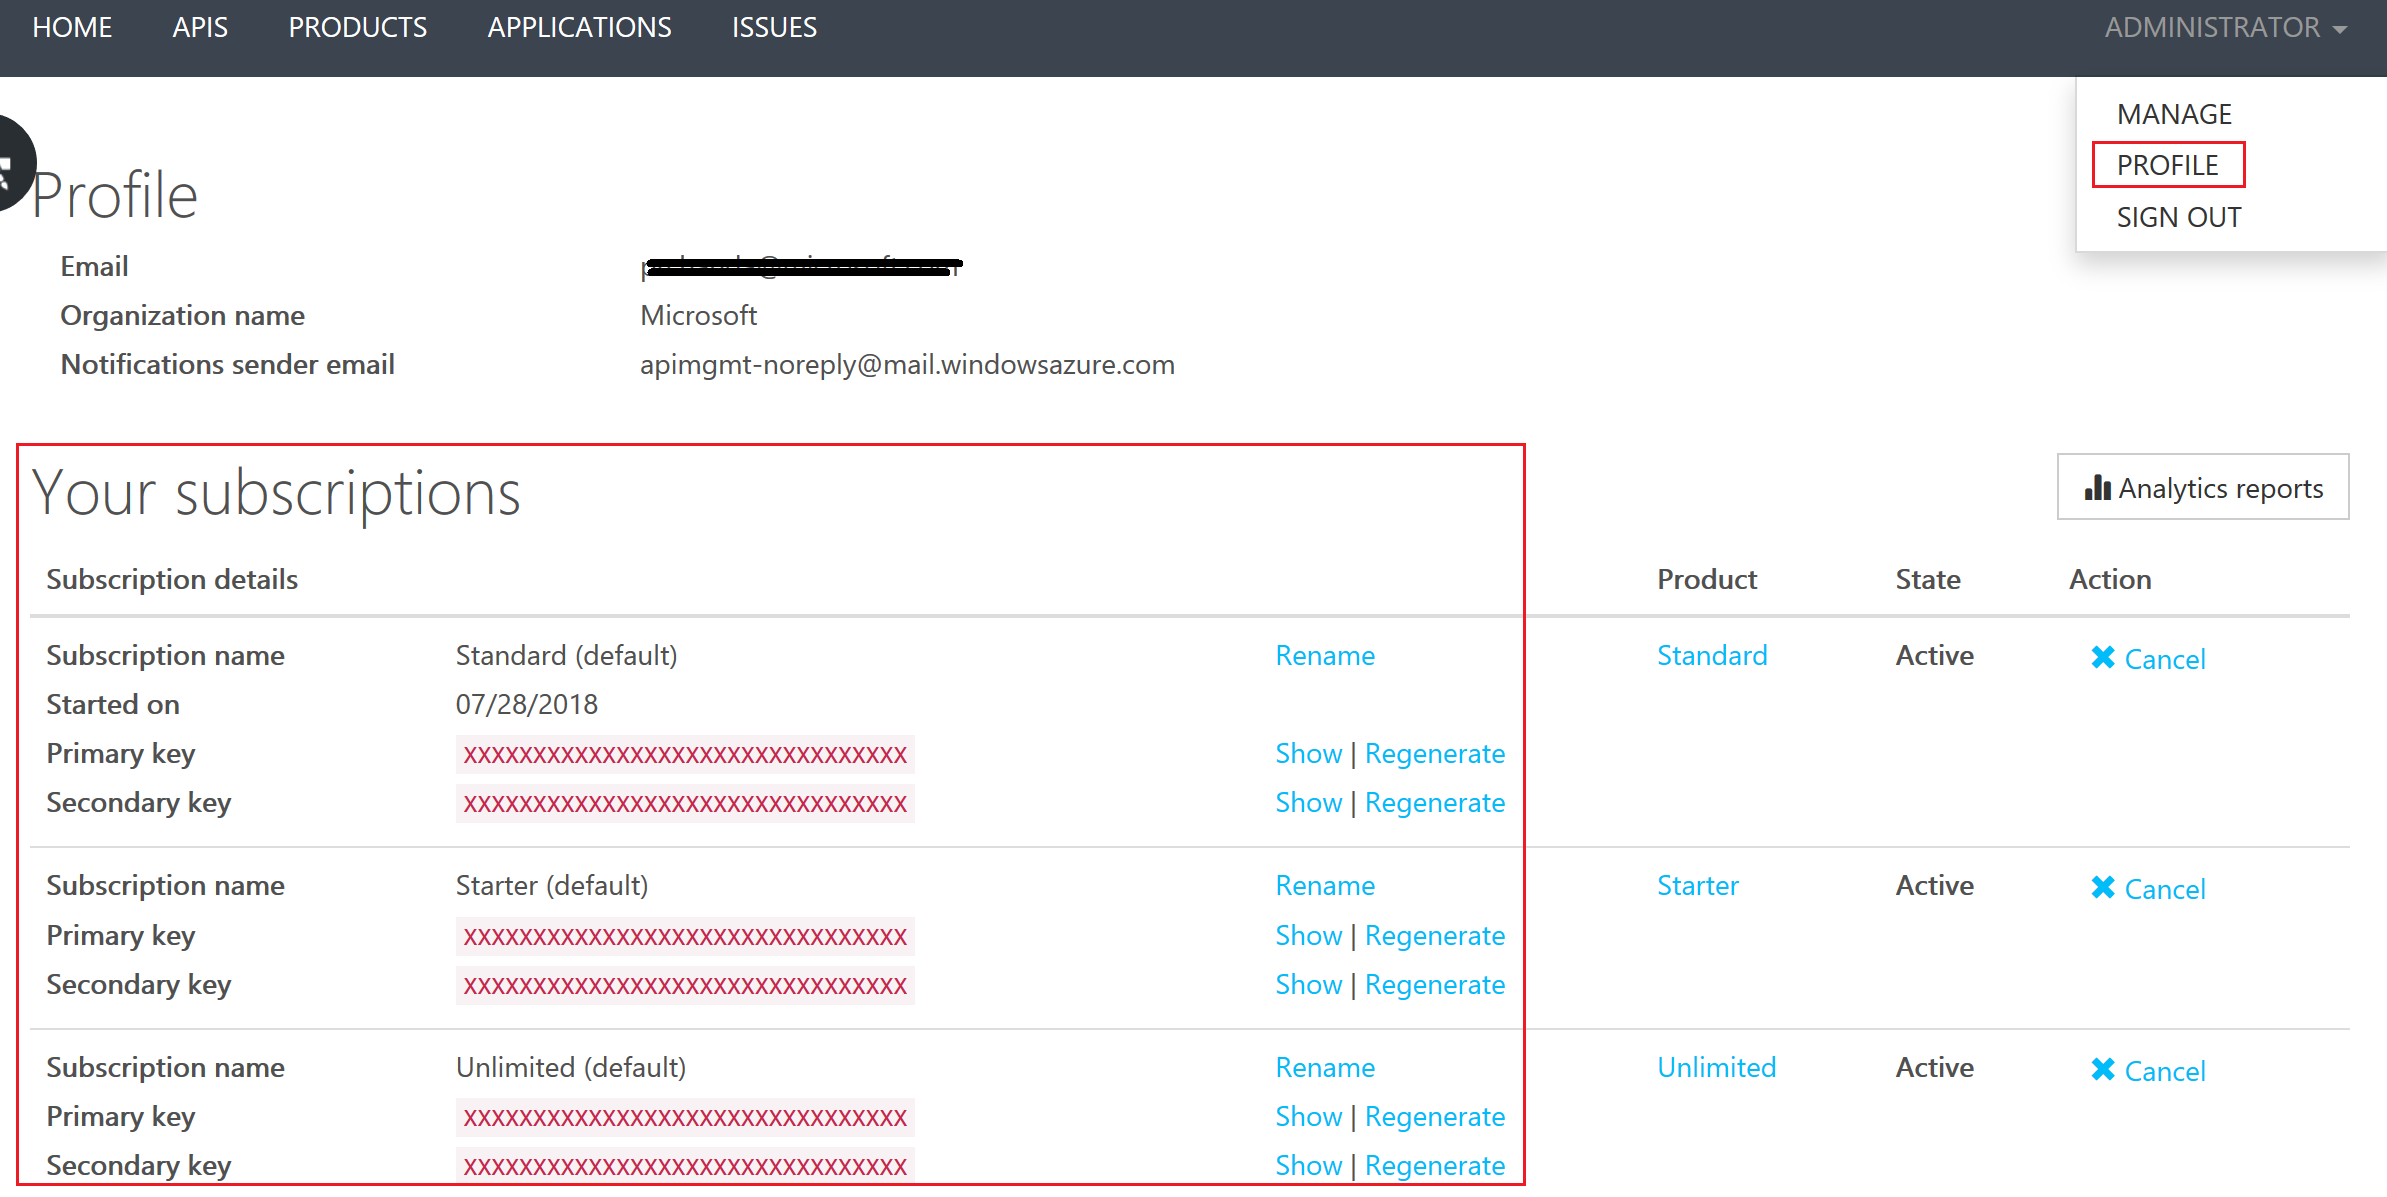 HOME APIS PRODUCTS APPLICATIONS ISSUES ADMINISTRATOR
MANAGE
PROFILE
SIGN OUT
Profile
Email
Organization name Microsoft
Notifications sender email apimgmt-noreply@mail.windowsazure.com
Your subscriptions
Analytics reports
Subscription details Product State Action
Subscription name Standard (default) Rename Standard Active Cancel
Started on 07/28/2018
Primary key XXXXXXXXXXXXXXXXXXXXXXXXXXXXXXXX Show | Regenerate
Secondary key XXXXXXXXXXXXXXXXXXXXXXXXXXXXXXXX Show | Regenerate
Subscription name Starter (default) Rename Starter Active Cancel
Primary key XXXXXXXXXXXXXXXXXXXXXXXXXXXXXXXX Show | Regenerate
Secondary key XXXXXXXXXXXXXXXXXXXXXXXXXXXXXXXX Show | Regenerate
Subscription name Unlimited (default) Rename Unlimited Active Cancel
Primary key XXXXXXXXXXXXXXXXXXXXXXXXXXXXXXXX Show | Regenerate
Secondary key XXXXXXXXXXXXXXXXXXXXXXXXXXXXXXXX Show | Regenerate